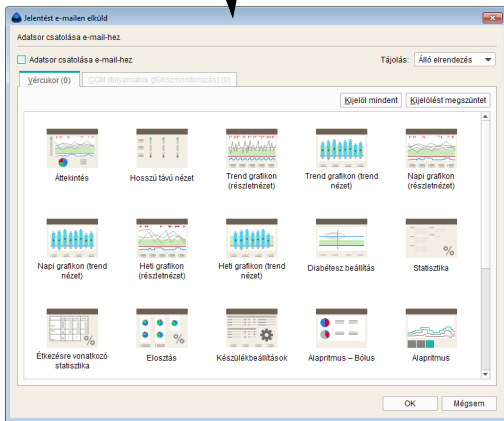 Jelentést e-mailen elküld
Adatsor csatolása e-mail-hez
Adatsor csatolása e-mail-hez
Tájolás: Álló elrendezés
Vércukor (0) CGM (folyamatos glükózmonitorozás) (0)
Kijelöl mindent Kijelölést megszüntet
Áttekintés
Hosszú távú nézet
Trend grafikon
(részletnézet)
Trend grafikon (trend
nézet)
Napi grafikon
(részletnézet)
Napi grafikon (trend
nézet)
Heti grafikon
(részletnézet)
Heti grafikon (trend
nézet)
Diabétesz beállítás
Statisztika
Étkezésre vonatkozó
statisztika
Elosztás
Készülékbeállítások
Alapritmus – Bólus
Alapritmus
OK Mégsem